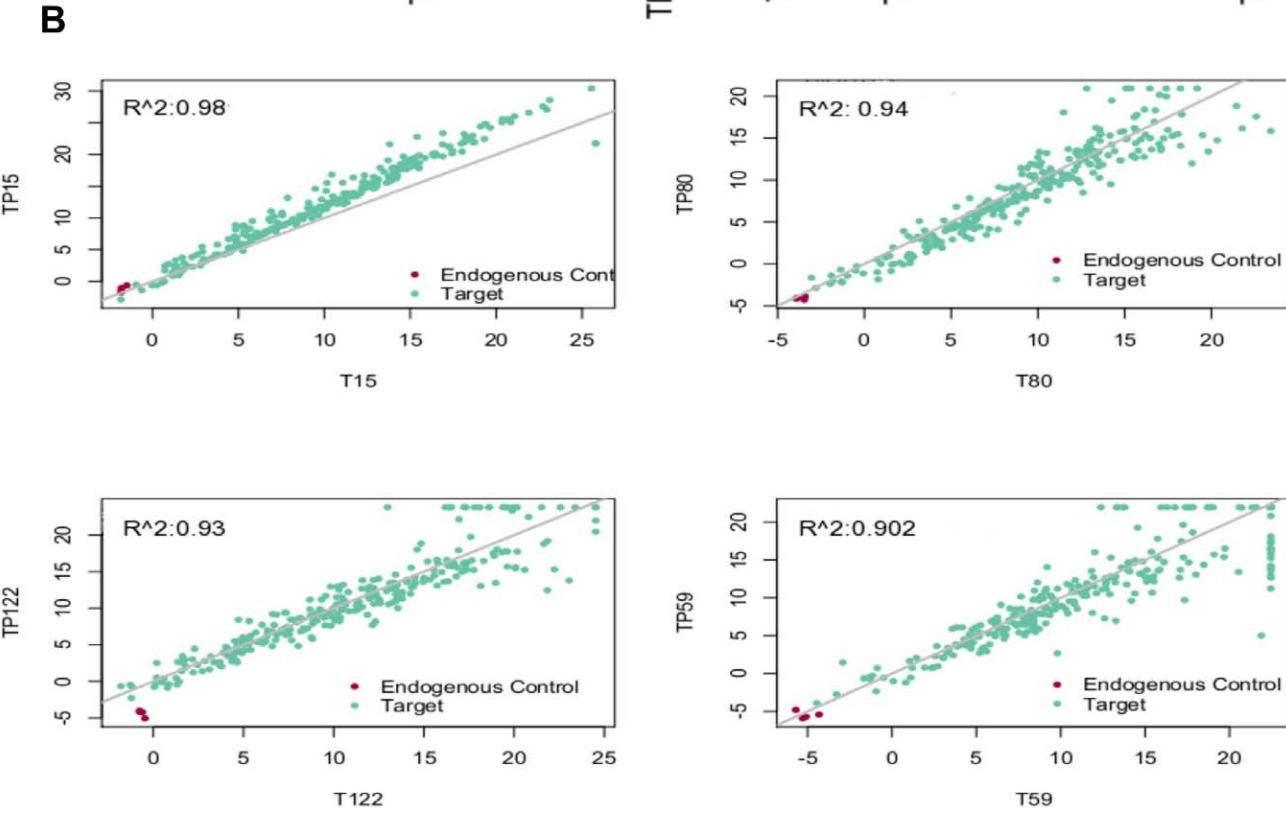 B
R^2:0.98
30
20
10
5
0
TP15
Endogenous Cont
Target
0 5 10 15 20 25
T15
R^2: 0.94
20
15
10
5
0
-5
TP80
Endogenous Control
Target
-5 0 5 10 15 20
T80
R^2:0.93
20
15
10
5
0
-5
TP122
Endogenous Control
Target
0 5 10 15 20 25
T122
R^2:0.902
20
15
10
5
0
-5
TP59
Endogenous Control
Target
-5 0 5 10 15 20
T59